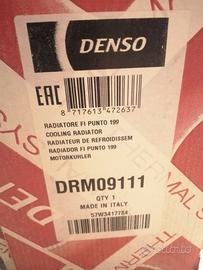 DENSO
EAC
8 717613 472637
RADIATORE FI PUNTO 199
COOLING RADIATOR
RADIATEUR DE REFROIDISSEM
RADIADOR FI PUNTO 199
MOTORKUHLER
DRM09111
QTY 1
MADE IN ITALY
57W3417784